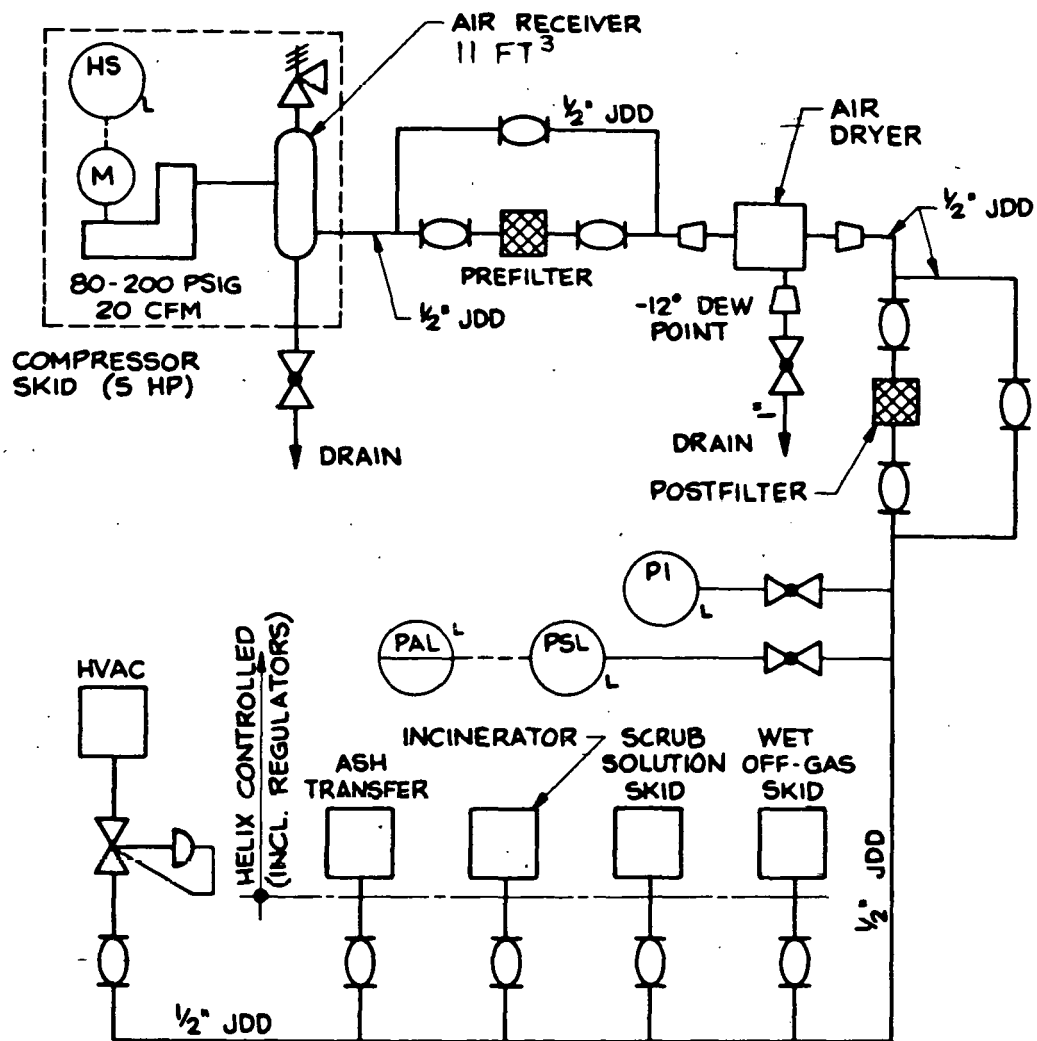 AIR RECEIVER
11 FT³
HS
L
M
80-200 PSIG
20 CFM
COMPRESSOR
SKID (5 HP)
DRAIN
½" JDD
½" JDD
PREFILTER
AIR
DRYER
½" JDD
-12° DEW
POINT
DRAIN
POSTFILTER
PI
L
PAL
L
PSL
L
HVAC
HELIX CONTROLLED
(INCL. REGULATORS)
ASH
TRANSFER
INCINERATOR
SCRUB
SOLUTION
SKID
WET
OFF-GAS
SKID
½" JDD
½" JDD